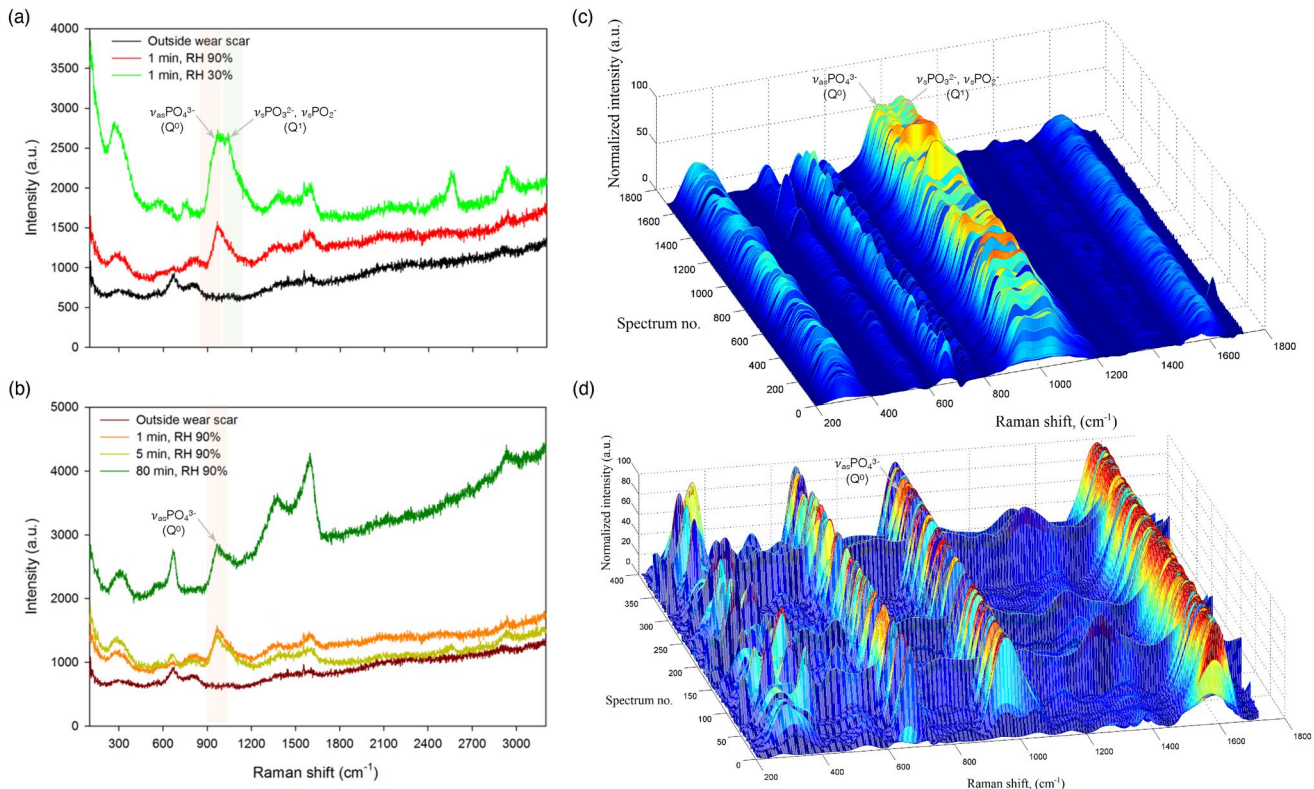 (a)
4000
3500
3000
2500
2000
1500
1000
500
0
Intensity (a.u.)
Outside wear scar
1 min, RH 90%
1 min, RH 30%
νasPO₄³⁻
(Q⁰)
νsPO₃²⁻, νsPO₂⁻
(Q¹)
(b)
5000
4000
3000
2000
1000
0
Intensity (a.u.)
Outside wear scar
1 min, RH 90%
5 min, RH 90%
80 min, RH 90%
νasPO₄³⁻
(Q⁰)
300 600 900 1200 1500 1800 2100 2400 2700 3000
Raman shift (cm⁻¹)
(c)
Normalized intensity (a.u.)
100
50
0
νasPO₄³⁻
(Q⁰)
νsPO₃²⁻, νsPO₂⁻
(Q¹)
1800
1600
1400
1200
1000
800
600
400
200
0
Spectrum no.
200 400 600 800 1000 1200 1400 1600 1800
Raman shift, (cm⁻¹)
(d)
Normalized intensity (a.u.)
100
80
60
40
20
0
νasPO₄³⁻
(Q⁰)
400
350
300
250
200
150
100
50
0
Spectrum no.
200 400 600 800 1000 1200 1400 1600 1800
Raman shift, (cm⁻¹)